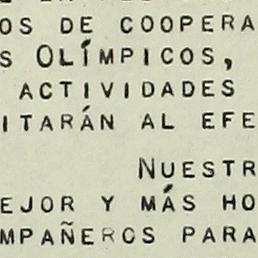 OS DE COOPERA
S OLÍMPICOS,
ACTIVIDADES
ITARÁN AL EFE
NUESTR
EJOR Y MÁS HO
MPAÑEROS PARA